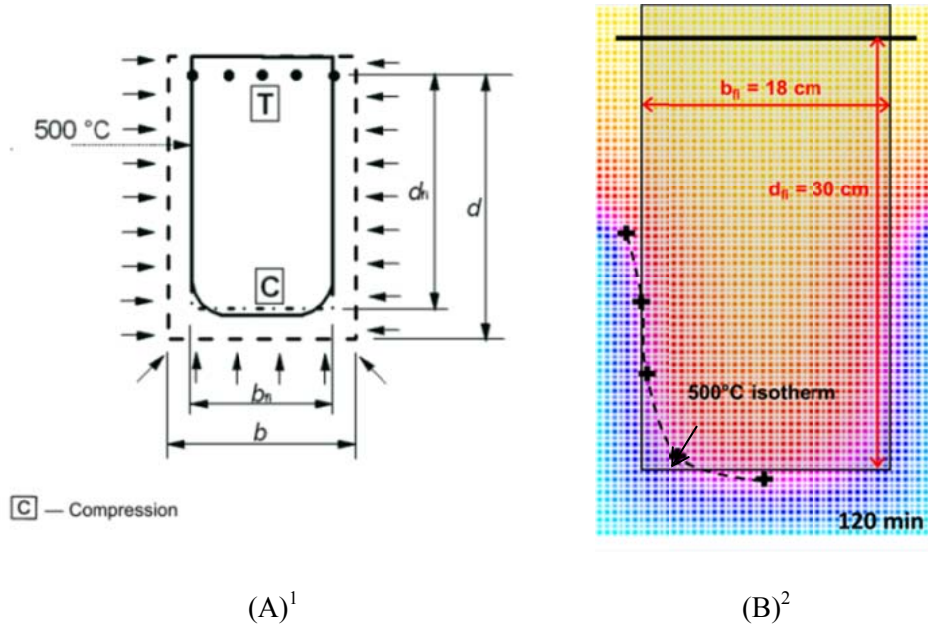 500 °C
T
C
d_fi
d
b_fi
b
C — Compression
(A)¹
b_fi = 18 cm
d_fi = 30 cm
500°C isotherm
120 min
(B)²